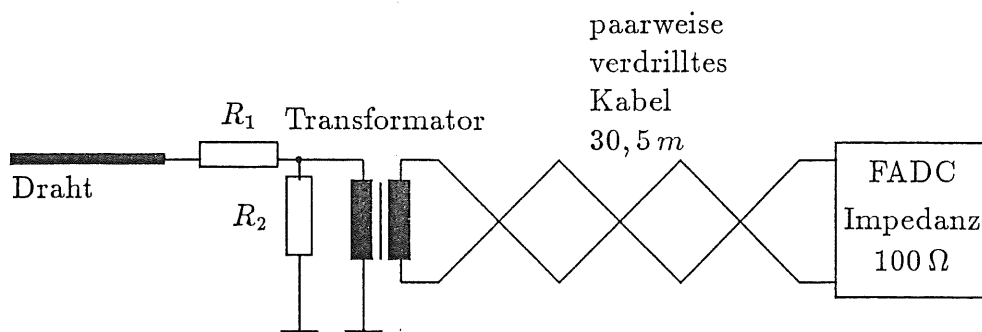 paarweise
verdrilltes
Kabel
30,5 m
R₁
Transformator
Draht
R₂
FADC
Impedanz
100 Ω